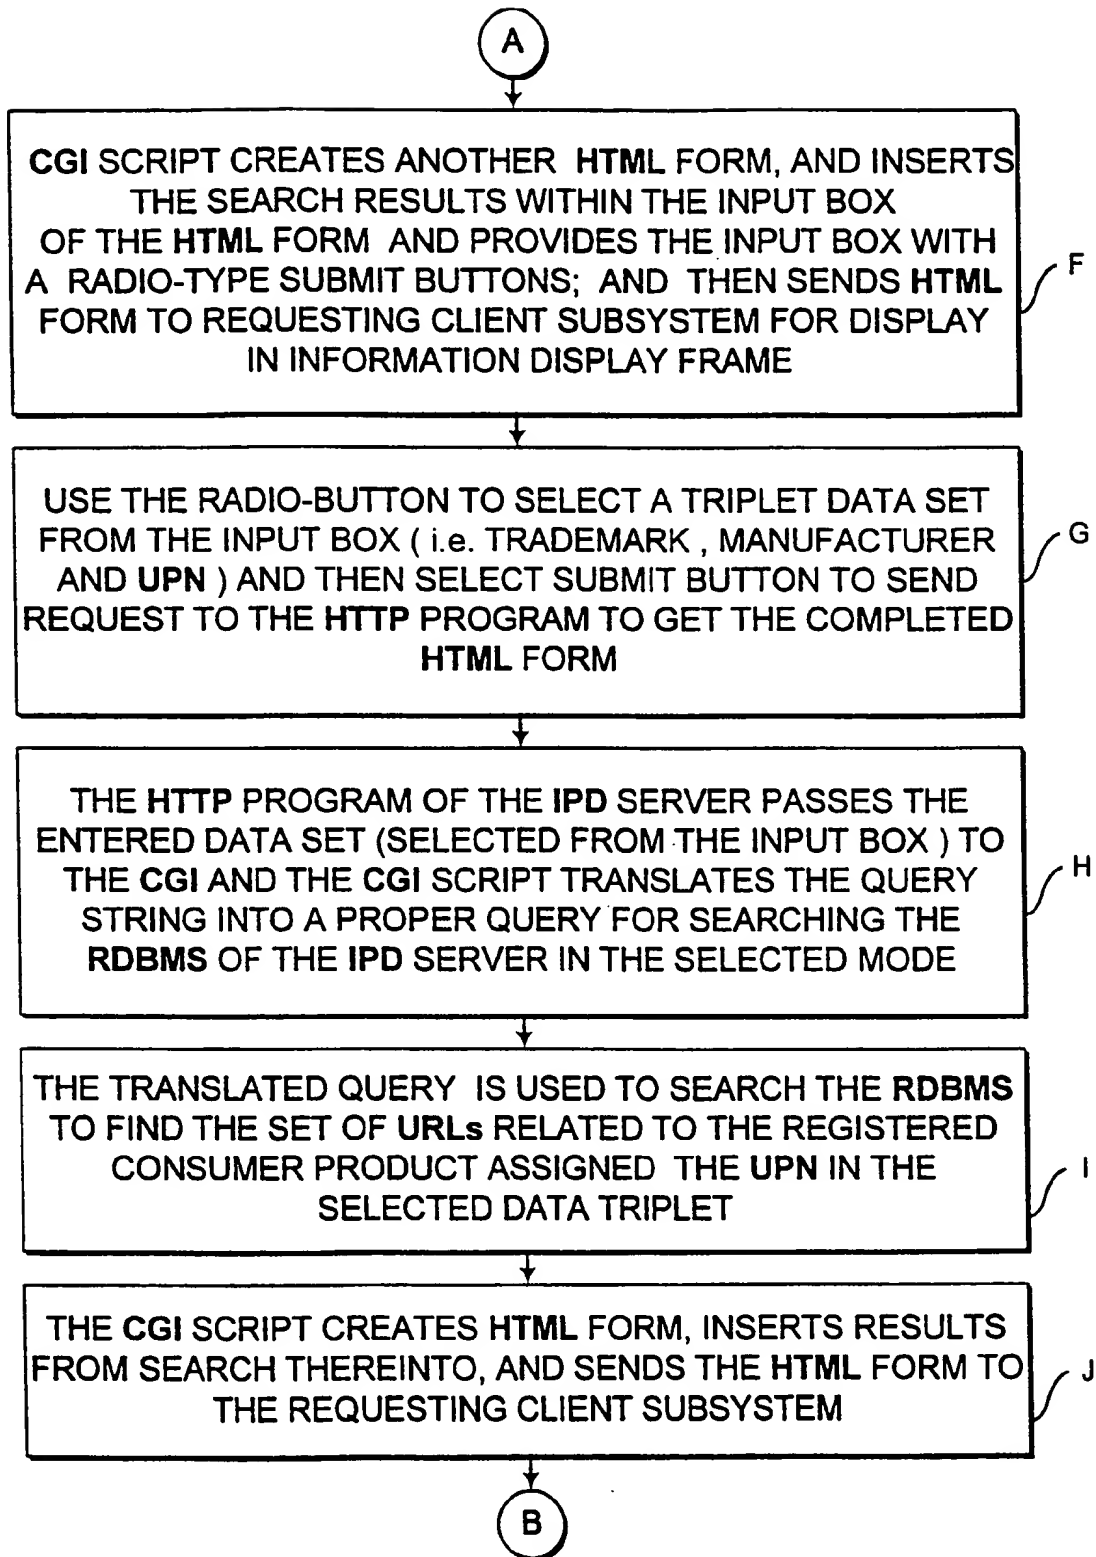 A
CGI SCRIPT CREATES ANOTHER HTML FORM, AND INSERTS
THE SEARCH RESULTS WITHIN THE INPUT BOX
OF THE HTML FORM AND PROVIDES THE INPUT BOX WITH
A RADIO-TYPE SUBMIT BUTTONS; AND THEN SENDS HTML
FORM TO REQUESTING CLIENT SUBSYSTEM FOR DISPLAY
IN INFORMATION DISPLAY FRAME
F
USE THE RADIO-BUTTON TO SELECT A TRIPLET DATA SET
FROM THE INPUT BOX ( i.e. TRADEMARK , MANUFACTURER
AND UPN ) AND THEN SELECT SUBMIT BUTTON TO SEND
REQUEST TO THE HTTP PROGRAM TO GET THE COMPLETED
HTML FORM
G
THE HTTP PROGRAM OF THE IPD SERVER PASSES THE
ENTERED DATA SET (SELECTED FROM THE INPUT BOX ) TO
THE CGI AND THE CGI SCRIPT TRANSLATES THE QUERY
STRING INTO A PROPER QUERY FOR SEARCHING THE
RDBMS OF THE IPD SERVER IN THE SELECTED MODE
H
THE TRANSLATED QUERY IS USED TO SEARCH THE RDBMS
TO FIND THE SET OF URLs RELATED TO THE REGISTERED
CONSUMER PRODUCT ASSIGNED THE UPN IN THE
SELECTED DATA TRIPLET
I
THE CGI SCRIPT CREATES HTML FORM, INSERTS RESULTS
FROM SEARCH THEREINTO, AND SENDS THE HTML FORM TO
THE REQUESTING CLIENT SUBSYSTEM
J
B